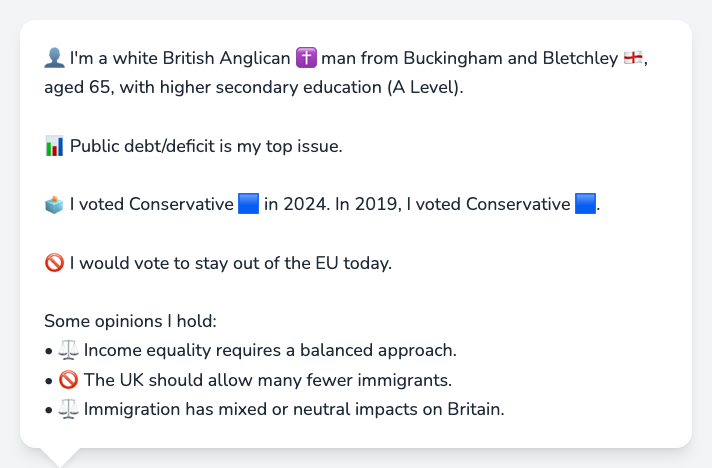 👤 I'm a white British Anglican ✝️ man from Buckingham and Bletchley 🏴󠁧󠁢󠁥󠁮󠁧󠁿,
aged 65, with higher secondary education (A Level).
📊 Public debt/deficit is my top issue.
🗳️ I voted Conservative 🟦 in 2024. In 2019, I voted Conservative 🟦.
🚫 I would vote to stay out of the EU today.
Some opinions I hold:
• ⚖️ Income equality requires a balanced approach.
• 🚫 The UK should allow many fewer immigrants.
• ⚖️ Immigration has mixed or neutral impacts on Britain.